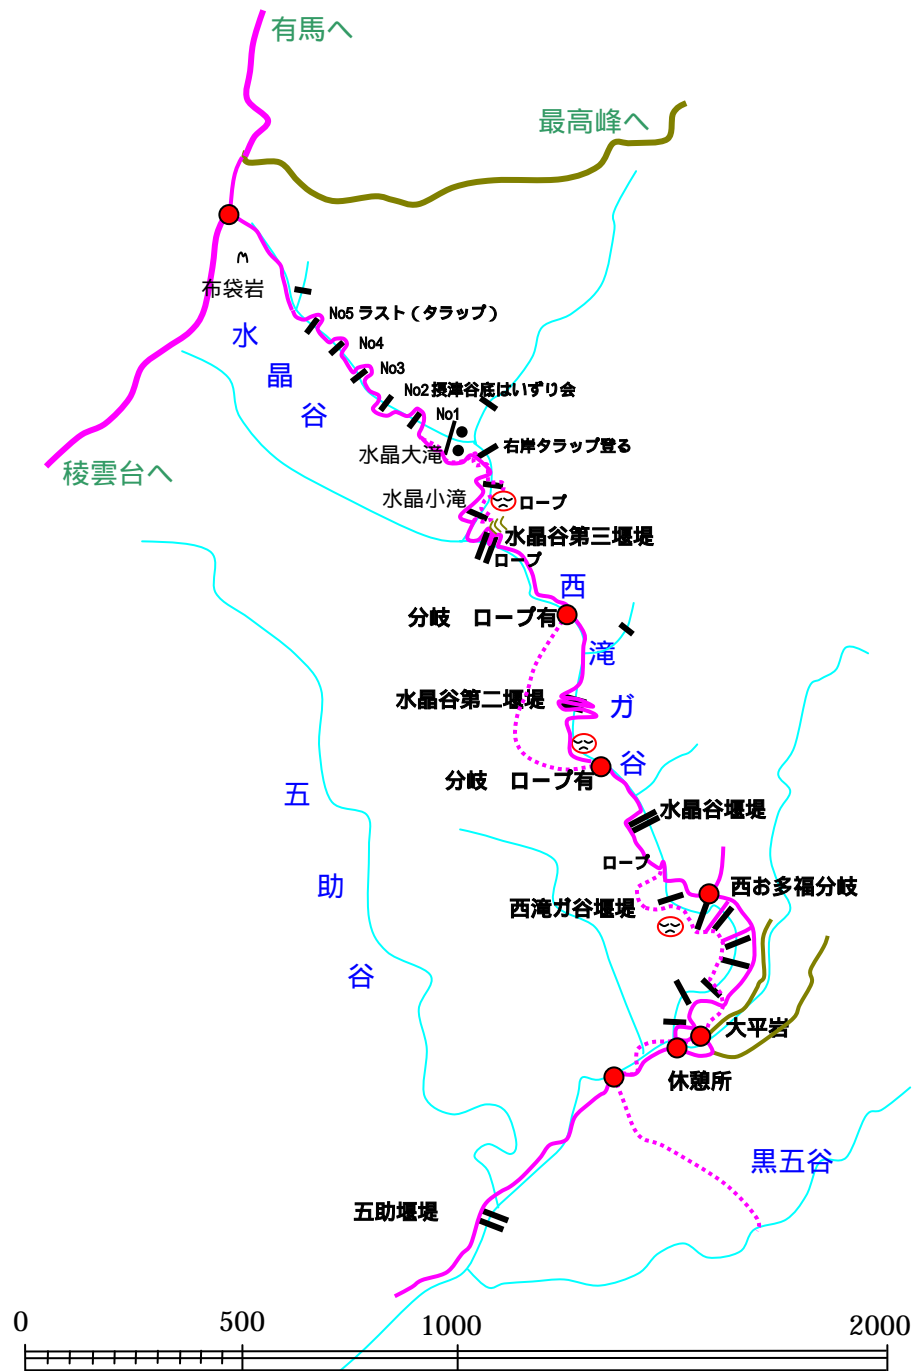 有馬へ
最高峰へ
布袋岩
No5 ラスト（タラップ）
水
晶
谷
No4
No3
No2 摂津谷底はいずり会
No1
右岸タラップ登る
水晶大滝
稜雲台へ
水晶小滝
ロープ
水晶谷第三堰堤
ロープ
西
滝
ガ
谷
分岐　ロープ有
水晶谷第二堰堤
分岐　ロープ有
五
助
谷
水晶谷堰堤
ロープ
西お多福分岐
西滝ガ谷堰堤
大平岩
休憩所
黒五谷
五助堰堤
0
500
1000
2000